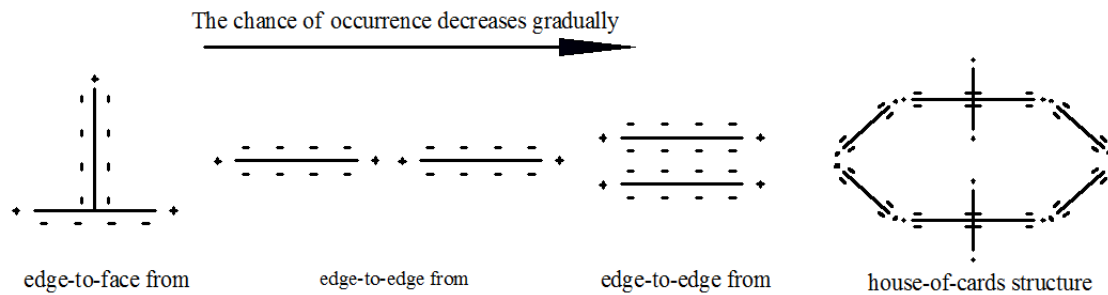 The chance of occurrence decreases gradually
edge-to-face from
edge-to-edge from
edge-to-edge from
house-of-cards structure